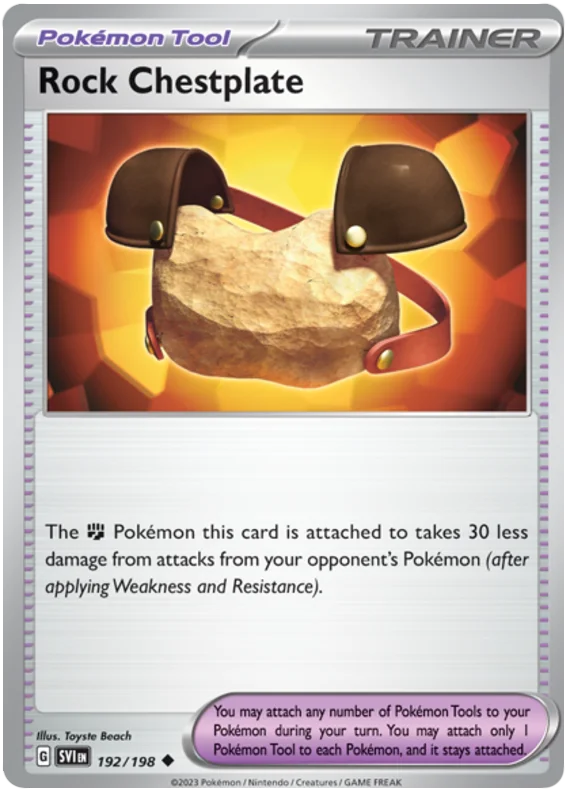 Pokémon Tool TRAINER
Rock Chestplate
The Pokémon this card is attached to takes 30 less
damage from attacks from your opponent's Pokémon (after
applying Weakness and Resistance).
You may attach any number of Pokémon Tools to your
Pokémon during your turn. You may attach only 1
Pokémon Tool to each Pokémon, and it stays attached.
Illus. Toyste Beach
G SVI EN 192/198
©2023 Pokémon / Nintendo / Creatures / GAME FREAK